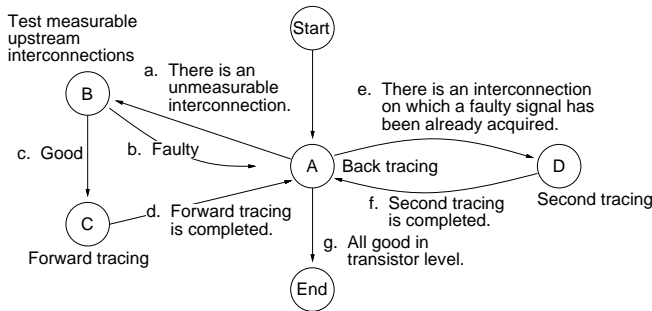 Test measurable
upstream
interconnections
Start
a. There is an
unmeasurable
interconnection.
e. There is an interconnection
on which a faulty signal has
been already acquired.
B
c. Good
b. Faulty
A
Back tracing
D
Second tracing
C
Forward tracing
d. Forward tracing
is completed.
f. Second tracing
is completed.
g. All good in
transistor level.
End